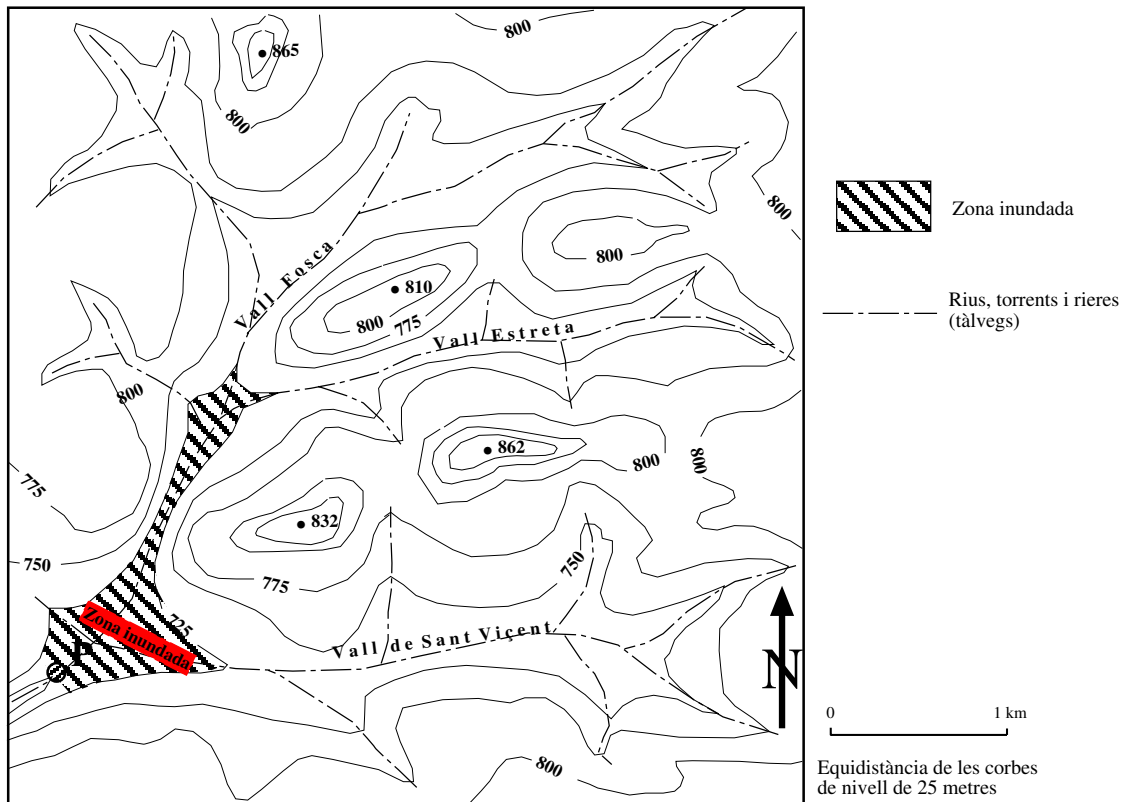 800
865
800
800
Zona inundada
Vall Fosca
800
810
Rius, torrents i rieres
(tàlvegs)
800
775
Vall Estreta
800
862
800
800
775
832
750
775
750
725
Zona inundada
P
Vall de Sant Viçent
N
0
1 km
800
Equidistància de les corbes
de nivell de 25 metres